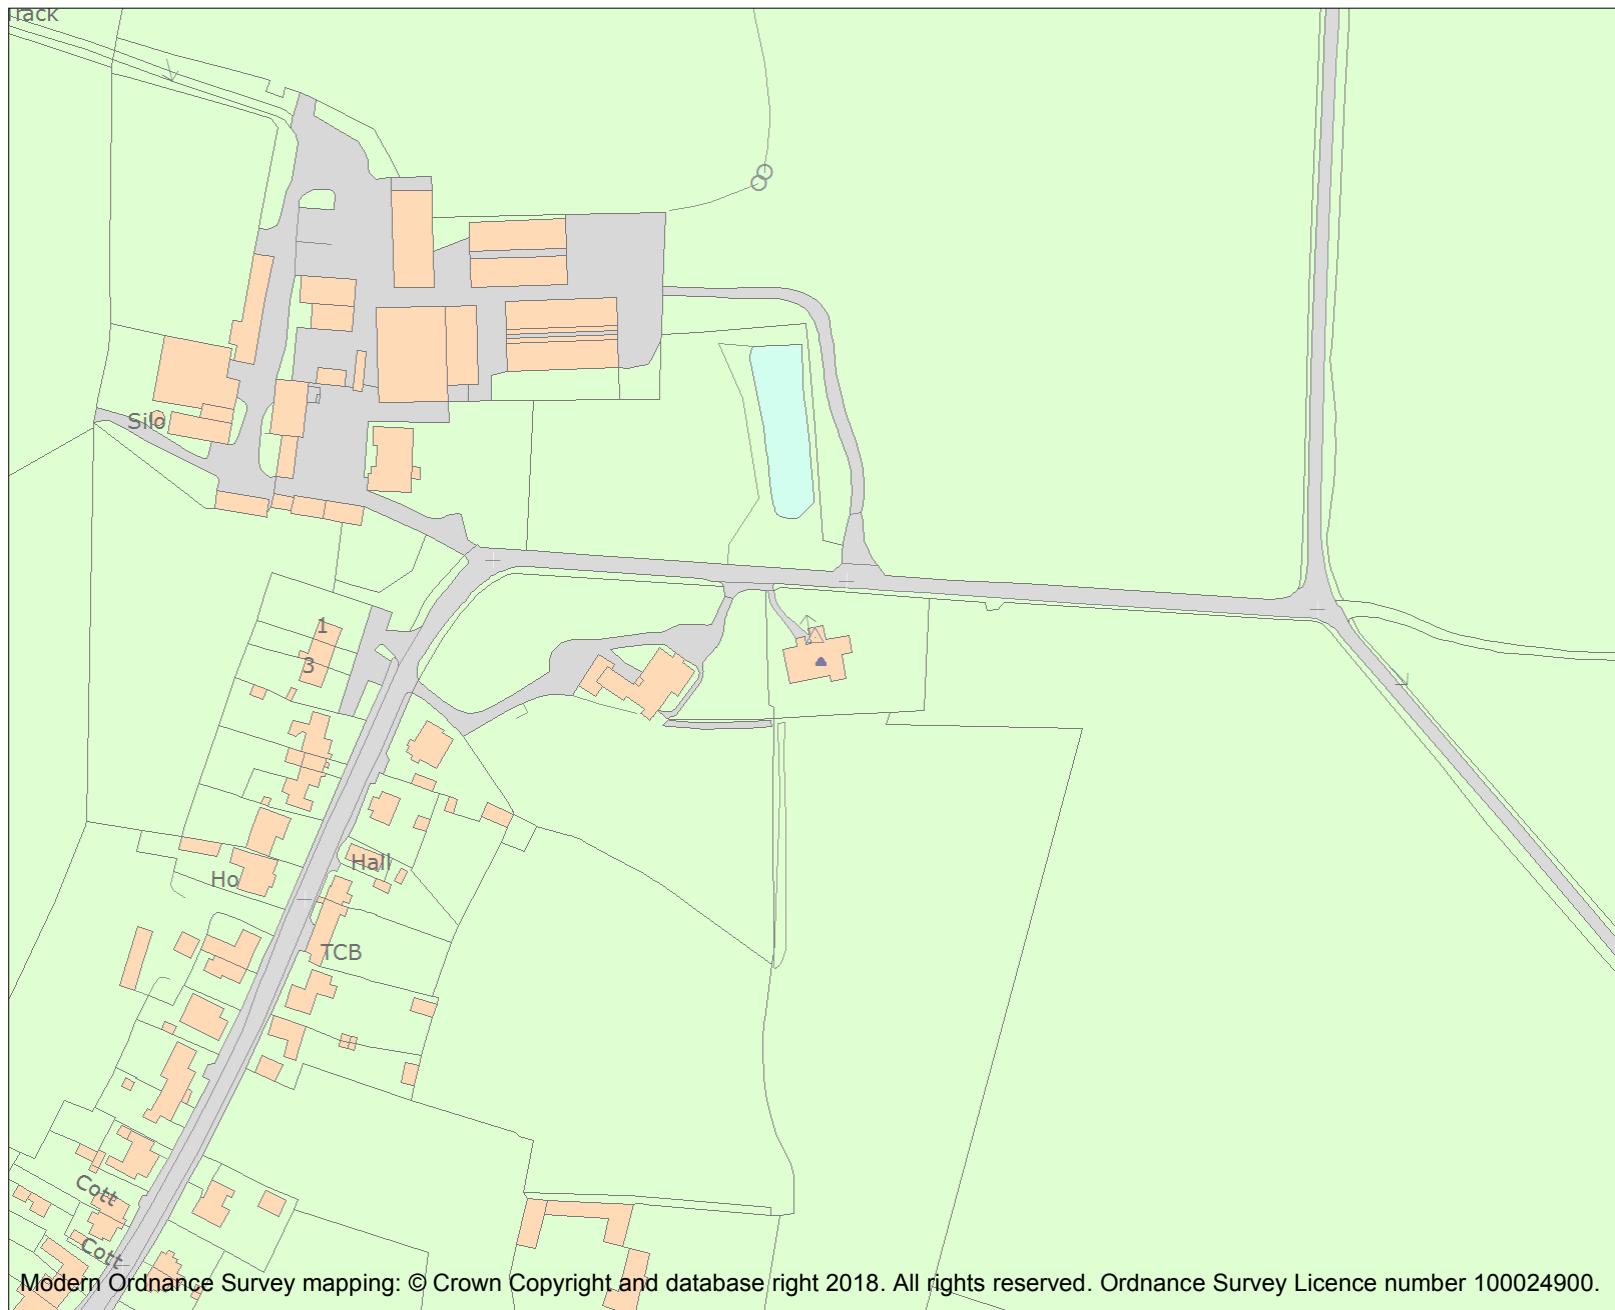 Track
Silo
1
3
Hall
Ho
TCB
Cott
Cott
Modern Ordnance Survey mapping: © Crown Copyright and database right 2018. All rights reserved. Ordnance Survey Licence number 100024900.